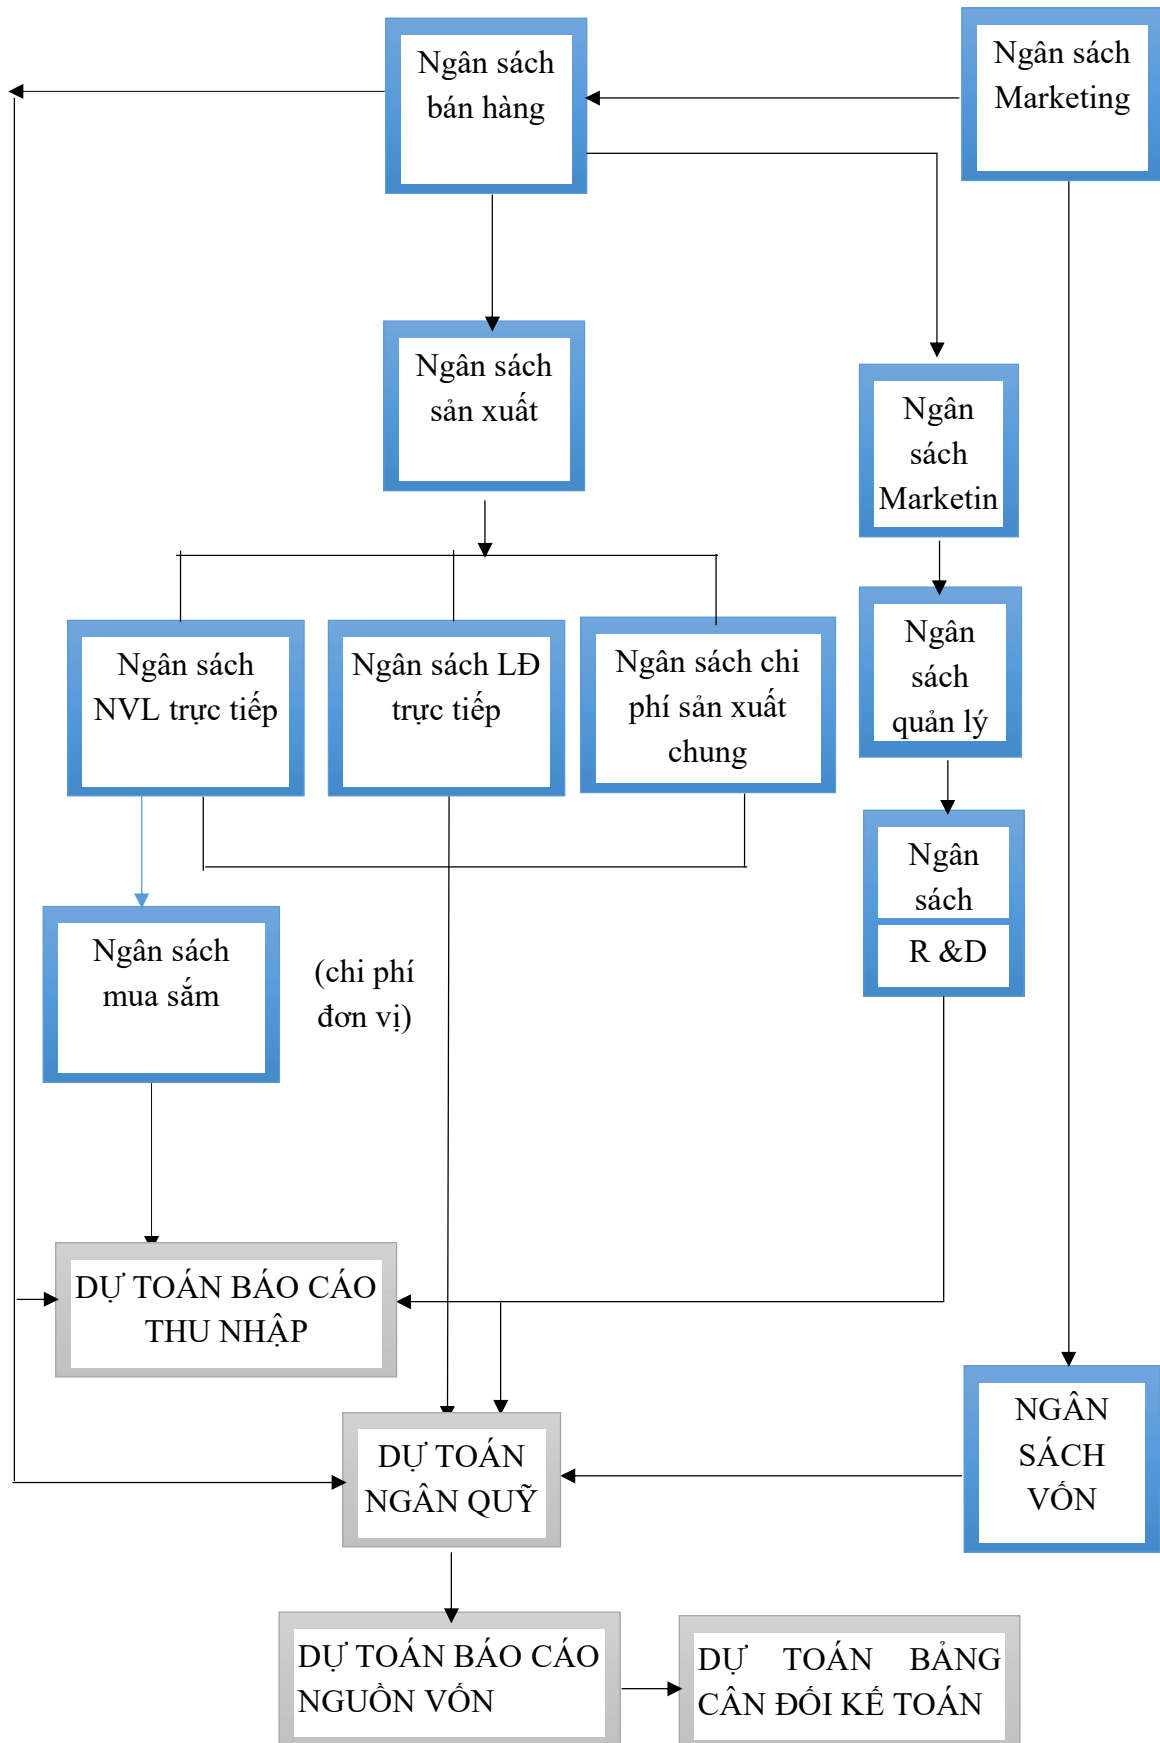 Ngân sách
bán hàng
Ngân sách
Marketing
Ngân sách
sản xuất
Ngân
sách
Marketin
Ngân sách
NVL trực tiếp
Ngân sách LĐ
trực tiếp
Ngân sách chi
phí sản xuất
chung
Ngân
sách
quản lý
Ngân
sách
R &D
Ngân sách
mua sắm
(chi phí
đơn vị)
DỰ TOÁN BÁO CÁO
THU NHẬP
DỰ TOÁN
NGÂN QUỸ
NGÂN
SÁCH
VỐN
DỰ TOÁN BÁO CÁO
NGUỒN VỐN
DỰ TOÁN BẢNG
CÂN ĐỐI KẾ TOÁN